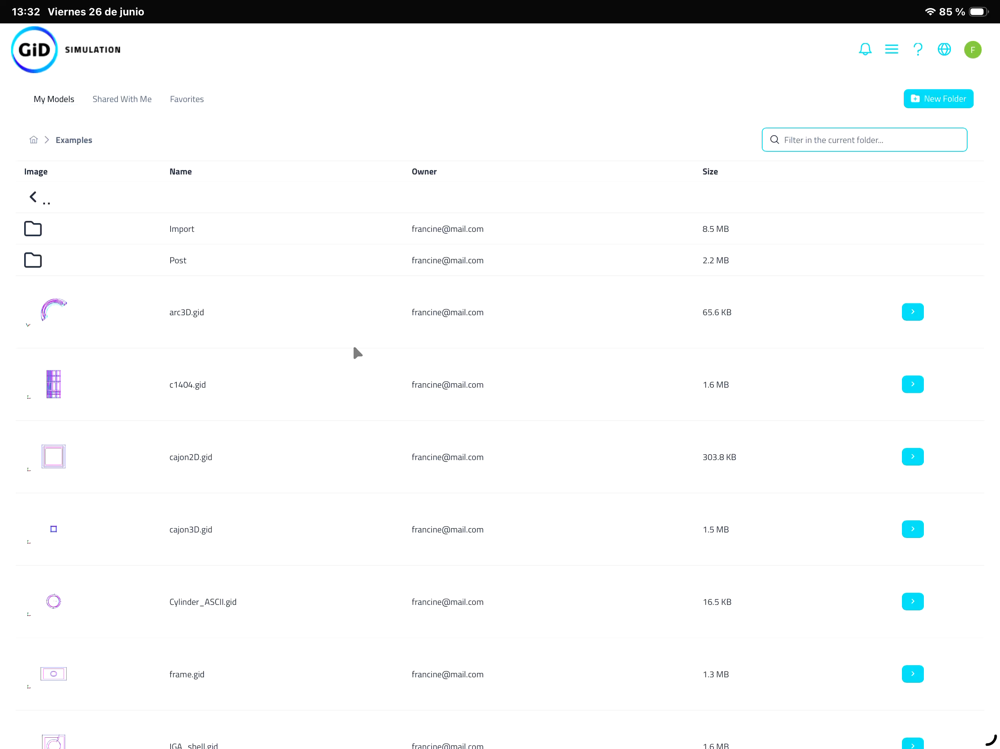 13:32 Viernes 26 de junio 85 %
GiD SIMULATION
F
My Models Shared With Me Favorites New Folder
Examples Filter in the current folder...
Image Name Owner Size
..
Import francine@mail.com 8.5 MB
Post francine@mail.com 2.2 MB
arc3D.gid francine@mail.com 65.6 KB
c1404.gid francine@mail.com 1.6 MB
cajon2D.gid francine@mail.com 303.8 KB
cajon3D.gid francine@mail.com 1.5 MB
Cylinder_ASCII.gid francine@mail.com 16.5 KB
frame.gid francine@mail.com 1.3 MB
IGA_shell.gid francine@mail.com 1.6 MB